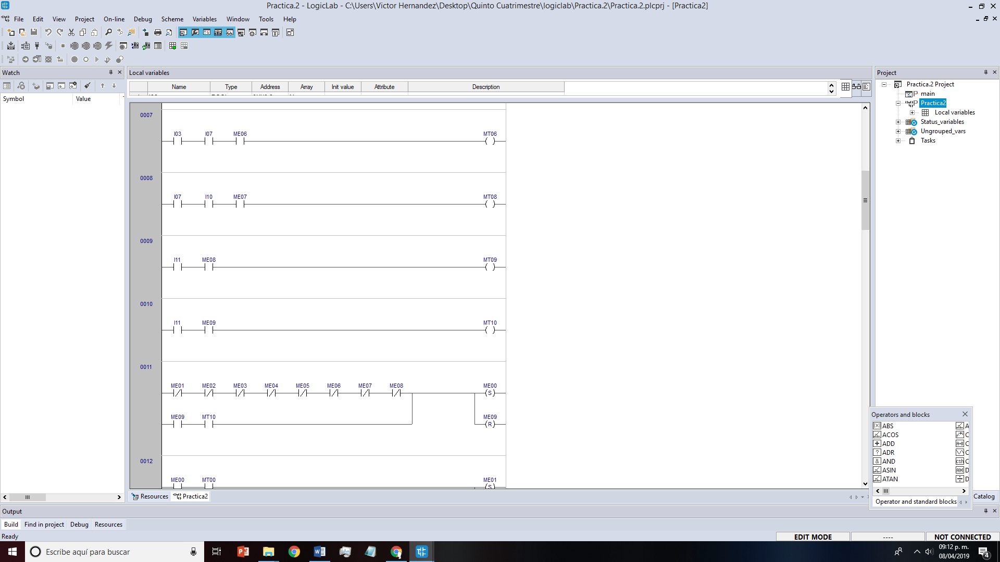 Practica.2 - LogicLab - C:\Users\Victor Hernandez\Desktop\Quinto Cuatrimestre\logiclab\Practica.2\Practica.2.plcprj - [Practica2]
File Edit View Project On-line Debug Scheme Variables Window Tools Help
Watch
Symbol Value
Local variables
Name Type Address Array Init value Attribute Description
0007
I03 I07 ME06 MT06
0008
I07 I10 ME07 MT08
0009
I11 ME08 MT09
0010
I11 ME09 MT10
0011
ME01 ME02 ME03 ME04 ME05 ME06 ME07 ME08 ME00
S
ME09 MT10 ME09
R
0012
ME00 MT00 ME01
S
Resources Practica2
Project
Practica.2 Project
main
Practica2
Local variables
Status_variables
Ungrouped_vars
Tasks
Operators and blocks
ABS A
ACOS C
ADD C
ADR C
AND C
ASIN D
ATAN D
Operator and standard blocks
Catalog
Output
Build Find in project Debug Resources
Ready
EDIT MODE ---- NOT CONNECTED
Escribe aquí para buscar
09:12 p. m.
08/04/2019
4